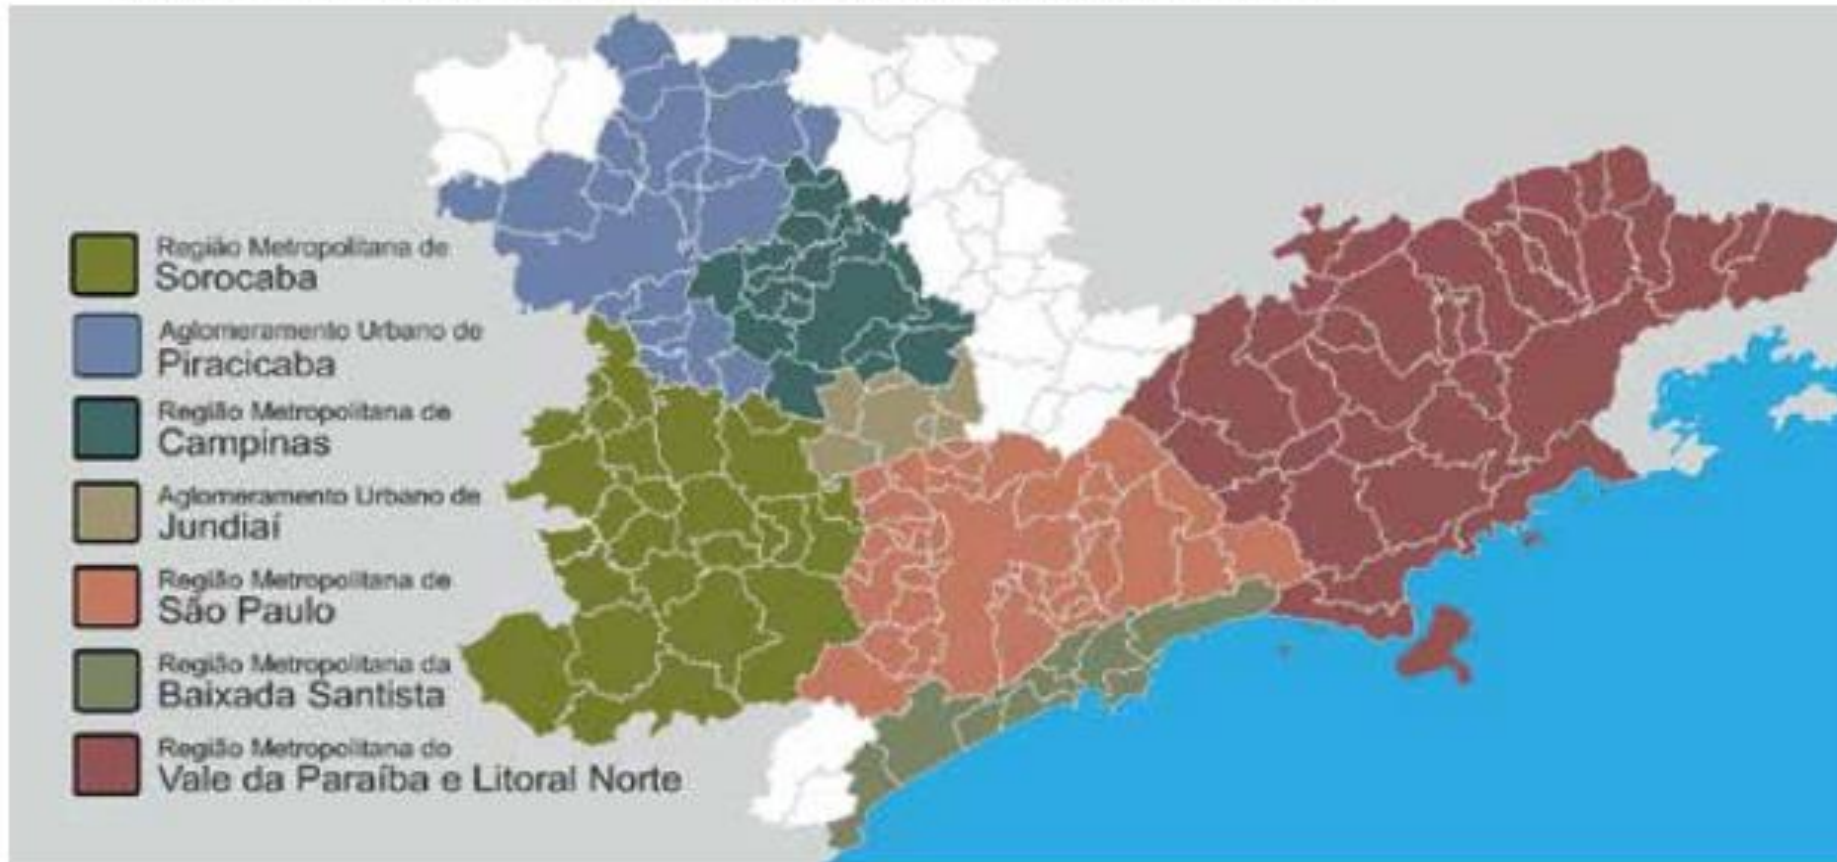 Região Metropolitana de
Sorocaba
Aglomeramento Urbano de
Piracicaba
Região Metropolitana de
Campinas
Aglomeramento Urbano de
Jundiaí
Região Metropolitana de
São Paulo
Região Metropolitana da
Baixada Santista
Região Metropolitana do
Vale da Paraíba e Litoral Norte